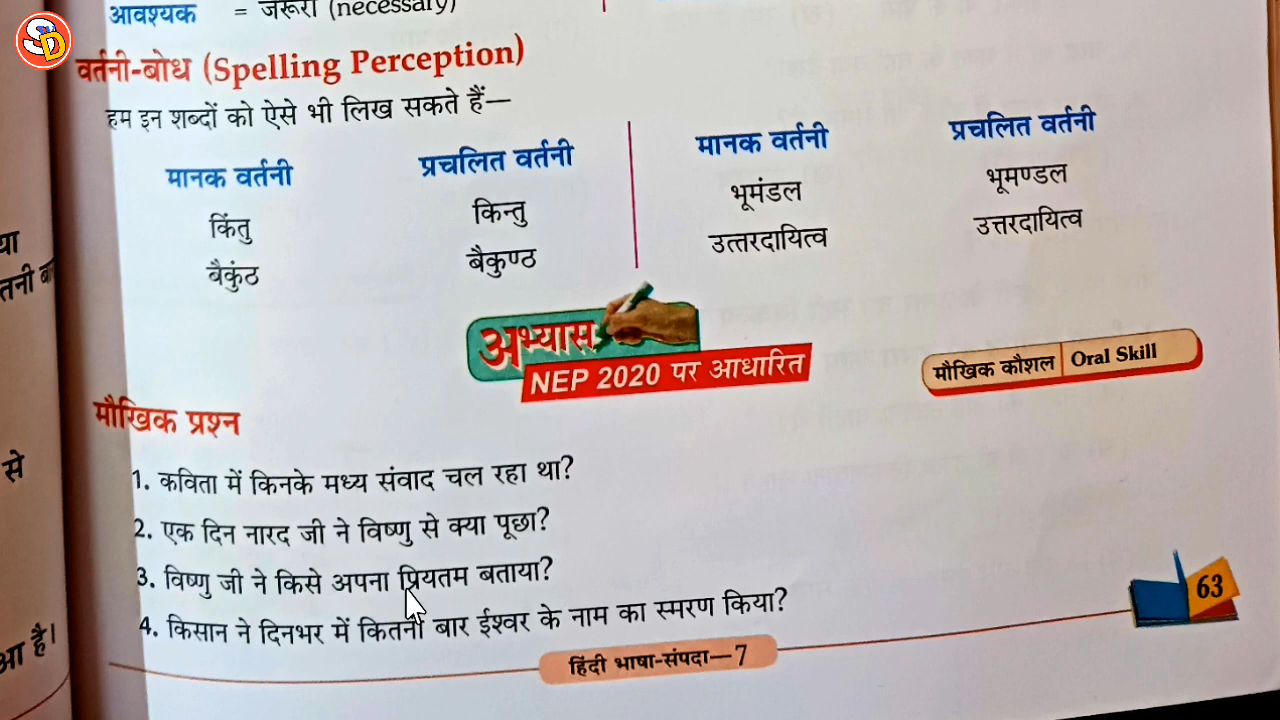 SD
आवश्यक = जरूरी (necessary)
वर्तनी-बोध (Spelling Perception)
हम इन शब्दों को ऐसे भी लिख सकते हैं—
मानक वर्तनी प्रचलित वर्तनी मानक वर्तनी प्रचलित वर्तनी
किंतु किन्तु भूमंडल भूमण्डल
बैकुंठ बैकुण्ठ उत्तरदायित्व उत्तरदायित्व
अभ्यास
NEP 2020 पर आधारित
मौखिक कौशल Oral Skill
मौखिक प्रश्न
1. कविता में किनके मध्य संवाद चल रहा था?
2. एक दिन नारद जी ने विष्णु से क्या पूछा?
3. विष्णु जी ने किसे अपना प्रियतम बताया?
4. किसान ने दिनभर में कितनी बार ईश्वर के नाम का स्मरण किया?
63
हिंदी भाषा-संपदा—7
से
है।